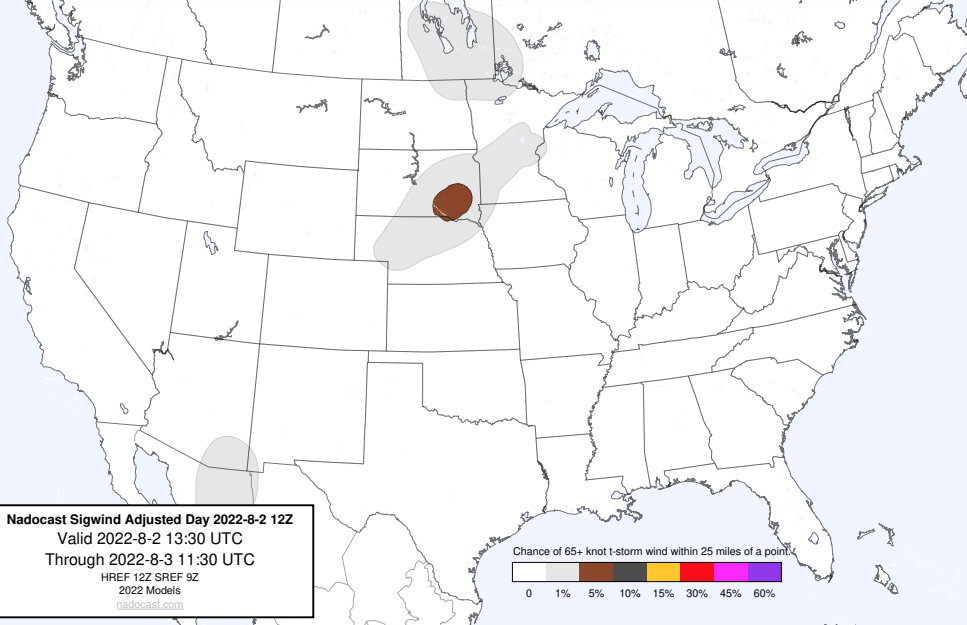 Nadocast Sigwind Adjusted Day 2022-8-2 12Z
Valid 2022-8-2 13:30 UTC
Through 2022-8-3 11:30 UTC
HREF 12Z SREF 9Z
2022 Models
nadocast.com
Chance of 65+ knot t-storm wind within 25 miles of a point.
0 1% 5% 10% 15% 30% 45% 60%